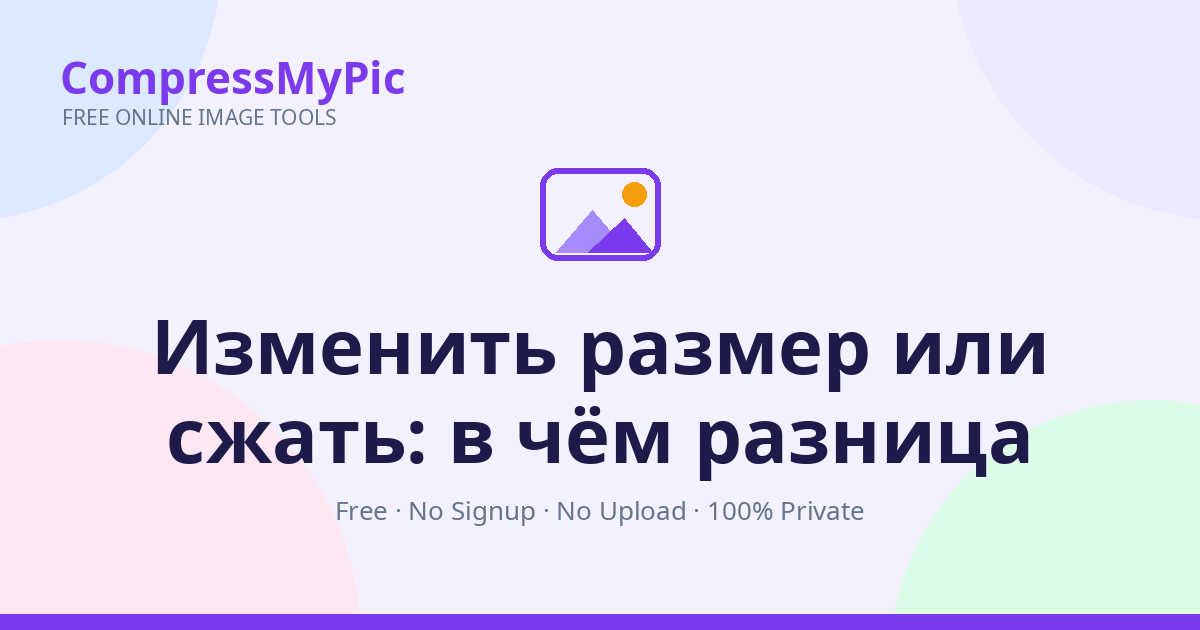 CompressMyPic
FREE ONLINE IMAGE TOOLS
Изменить размер или
сжать: в чём разница
Free · No Signup · No Upload · 100% Private